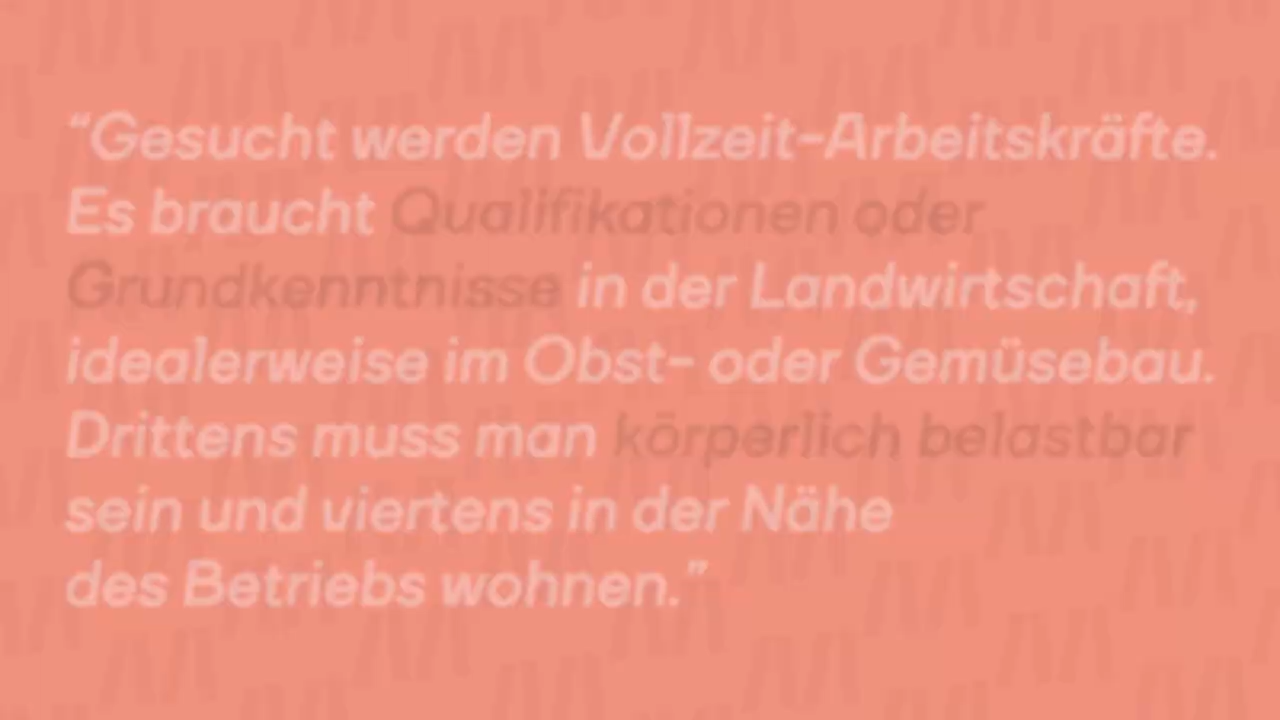 “Gesucht werden Vollzeit-Arbeitskräfte.
Es braucht Qualifikationen oder
Grundkenntnisse in der Landwirtschaft,
idealerweise im Obst- oder Gemüsebau.
Drittens muss man körperlich belastbar
sein und viertens in der Nähe
des Betriebs wohnen.”